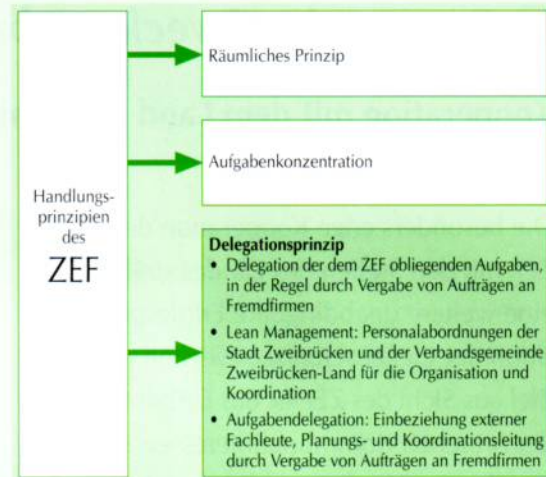 Räumliches Prinzip
Aufgabenkonzentration
Handlungs-
prinzipien
des
ZEF
Delegationsprinzip
• Delegation der dem ZEF obliegenden Aufgaben,
in der Regel durch Vergabe von Aufträgen an
Fremdfirmen
• Lean Management: Personalabordnungen der
Stadt Zweibrücken und der Verbandsgemeinde
Zweibrücken-Land für die Organisation und
Koordination
• Aufgabendelegation: Einbeziehung externer
Fachleute, Planungs- und Koordinationsleitung
durch Vergabe von Aufträgen an Fremdfirmen